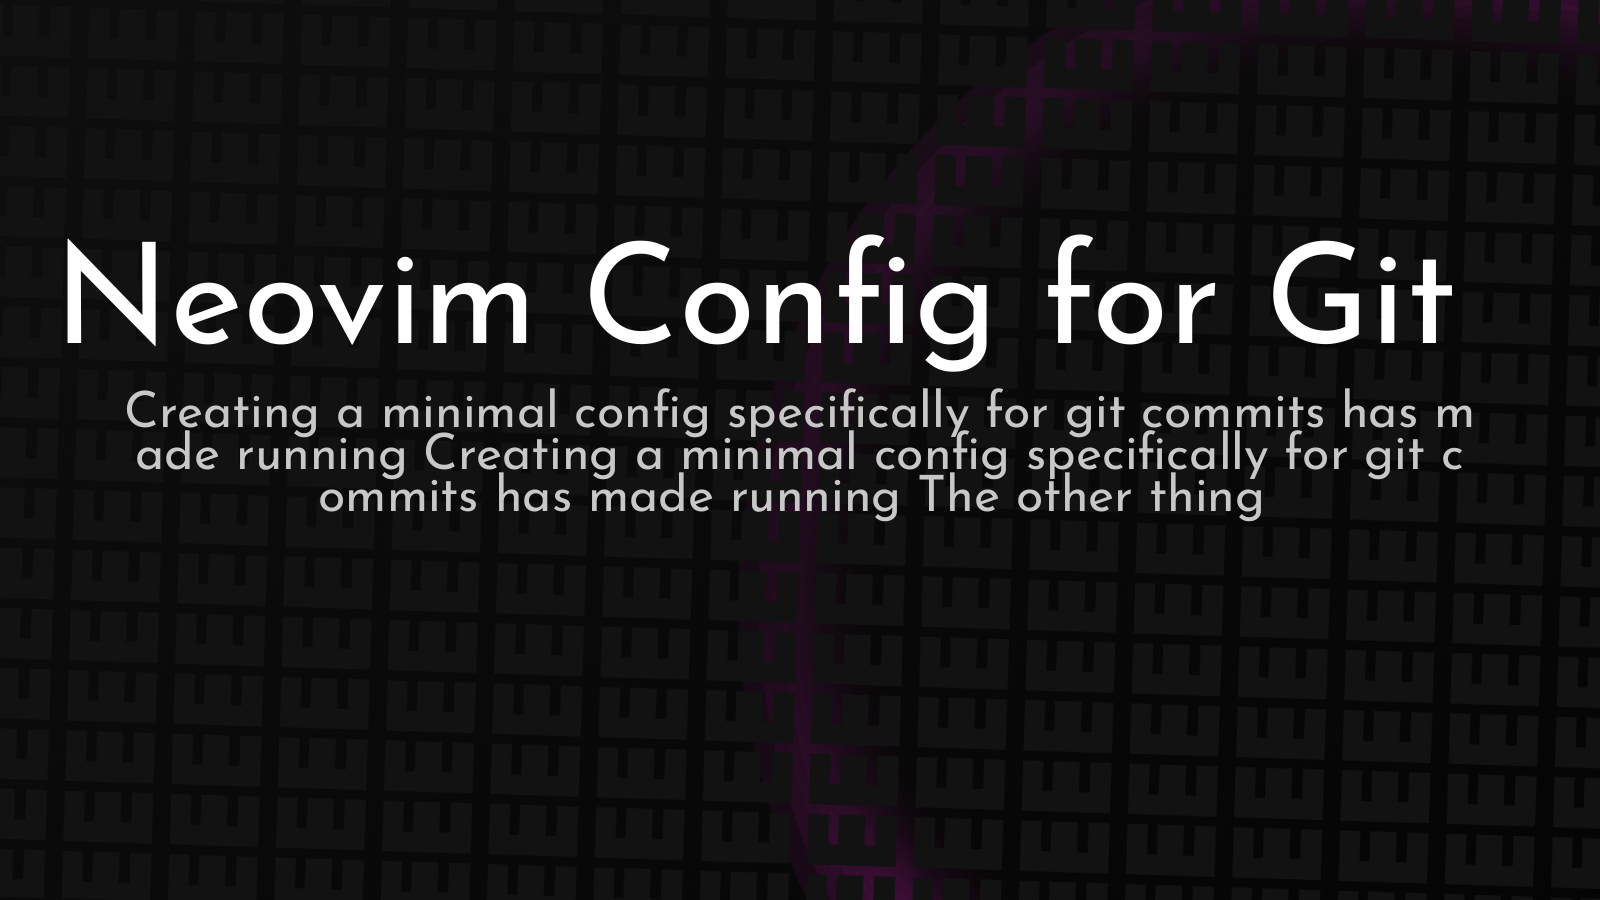 Neovim Config for Git
Creating a minimal config specifically for git commits has m
ade running Creating a minimal config specifically for git c
ommits has made running The other thing